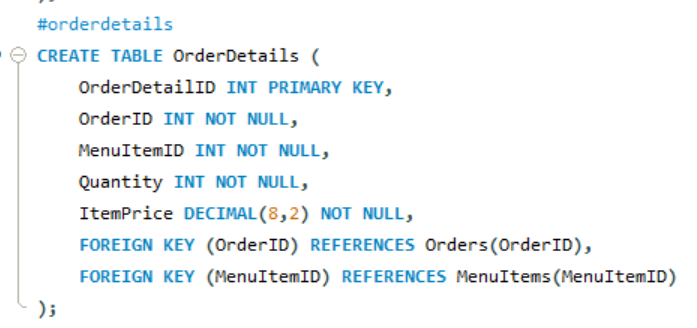 #orderdetails
CREATE TABLE OrderDetails (
OrderDetailID INT PRIMARY KEY,
OrderID INT NOT NULL,
MenuItemID INT NOT NULL,
Quantity INT NOT NULL,
ItemPrice DECIMAL(8,2) NOT NULL,
FOREIGN KEY (OrderID) REFERENCES Orders(OrderID),
FOREIGN KEY (MenuItemID) REFERENCES MenuItems(MenuItemID)
);